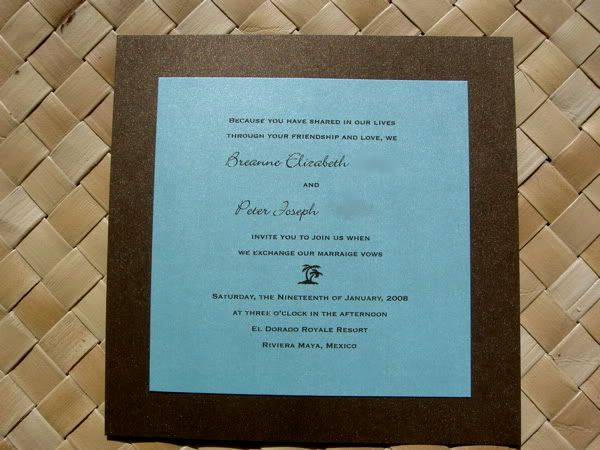 Because you have shared in our lives
through your friendship and love, we
Breanne Elizabeth
and
Peter Joseph
invite you to join us when
we exchange our marraige vows
Saturday, the Nineteenth of January, 2008
at three o'clock in the afternoon
El Dorado Royale Resort
Riviera Maya, Mexico